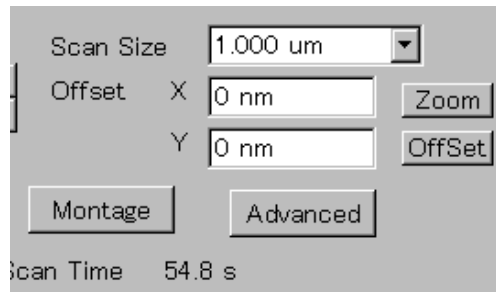 Scan Size 1.000 um
Offset X 0 nm Zoom
Y 0 nm OffSet
Montage Advanced
Scan Time 54.8 s